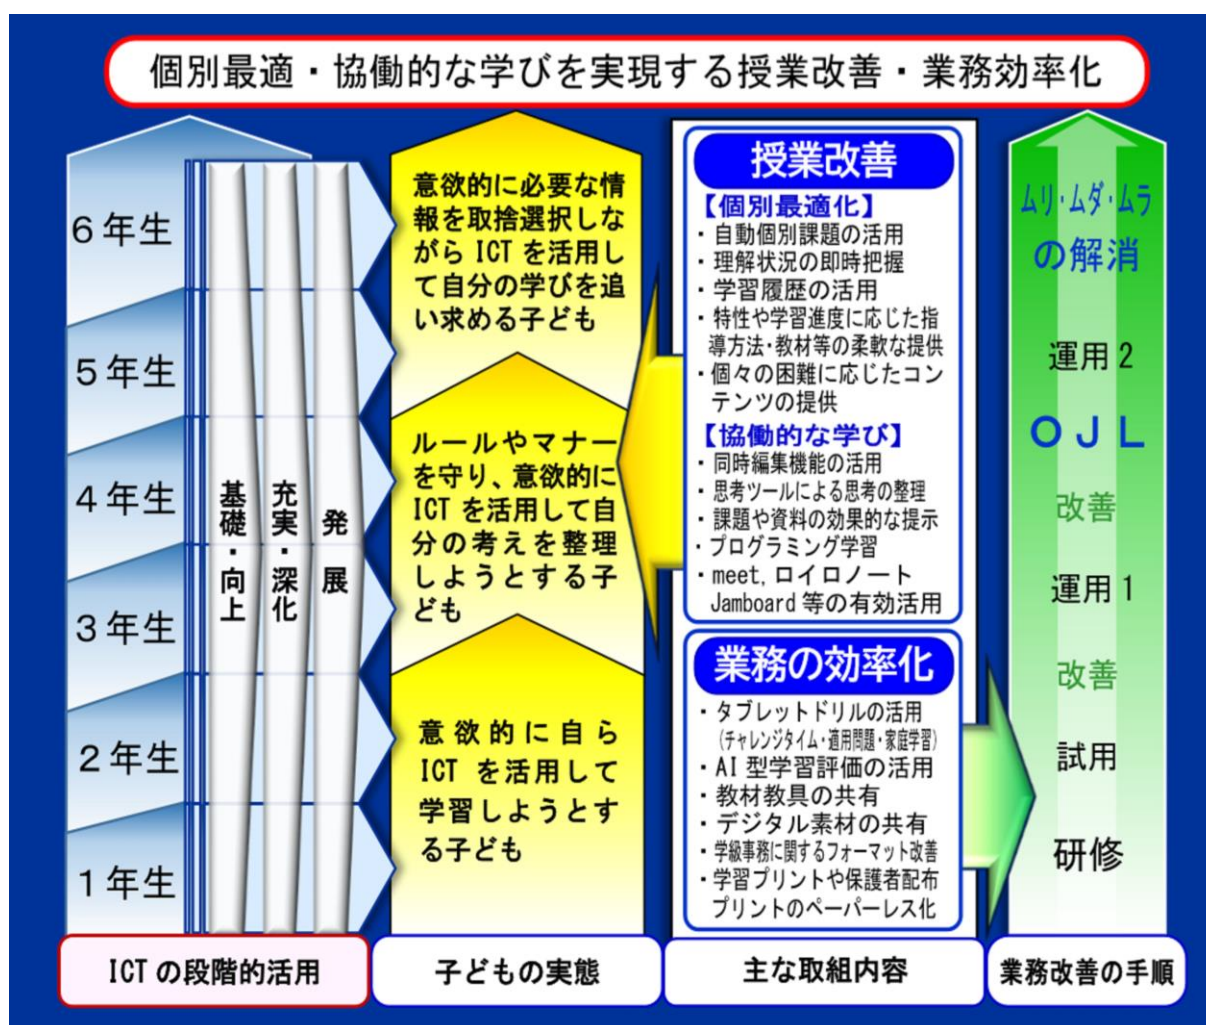 個別最適・協働的な学びを実現する授業改善・業務効率化
6年生
5年生
4年生
3年生
2年生
1年生
基礎・向上
充実・深化
発展
ICTの段階的活用
意欲的に必要な情
報を取捨選択しな
がらICTを活用し
て自分の学びを追
い求める子ども
ルールやマナー
を守り、意欲的に
ICTを活用して自
分の考えを整理
しようとする子
ども
意欲的に自ら
ICTを活用して
学習しようとす
る子ども
子どもの実態
授業改善
【個別最適化】
・自動個別課題の活用
・理解状況の即時把握
・学習履歴の活用
・特性や学習進度に応じた指
導方法・教材等の柔軟な提供
・個々の困難に応じたコン
テンツの提供
【協働的な学び】
・同時編集機能の活用
・思考ツールによる思考の整理
・課題や資料の効果的な提示
・プログラミング学習
・meet,ロイロノート
Jamboard等の有効活用
業務の効率化
・タブレットドリルの活用
(チャレンジタイム・適用問題・家庭学習)
・AI型学習評価の活用
・教材教具の共有
・デジタル素材の共有
・学級事務に関するフォーマット改善
・学習プリントや保護者配布
プリントのペーパーレス化
主な取組内容
ムリ・ムダ・ムラ
の解消
運用2
OJL
改善
運用1
改善
試用
研修
業務改善の手順